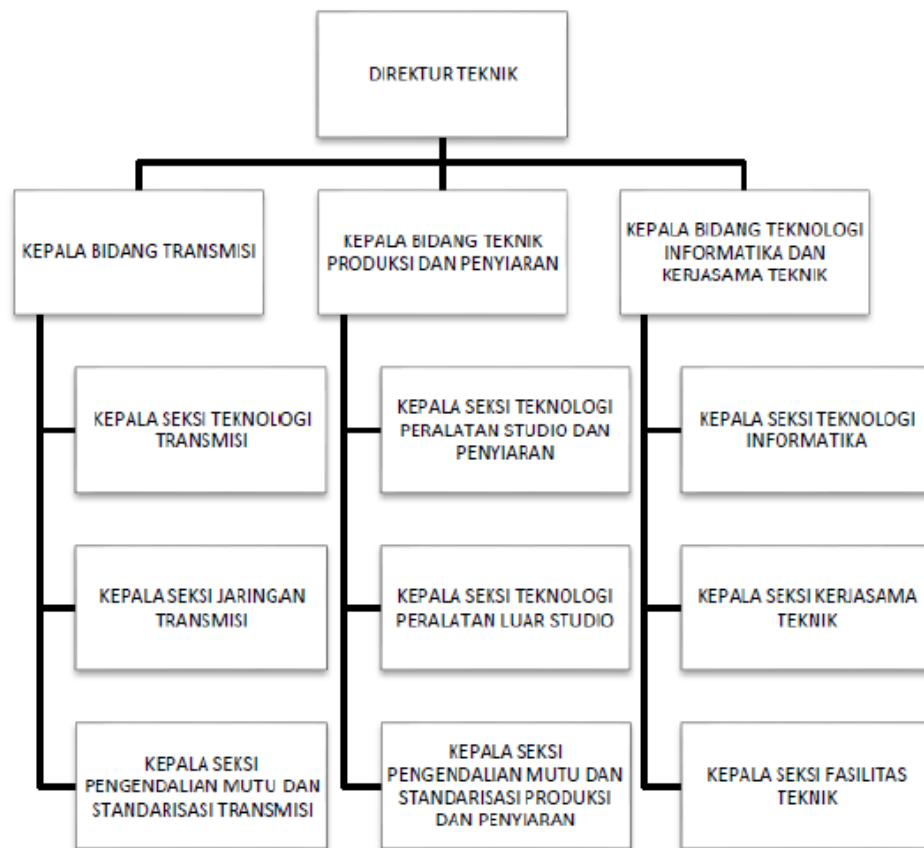 DIREKTUR TEKNIK
KEPALA BIDANG TRANSMISI
KEPALA BIDANG TEKNIK
PRODUKSI DAN PENYIARAN
KEPALA BIDANG TEKNOLOGI
INFORMATIKA DAN
KERJASAMA TEKNIK
KEPALA SEKSI TEKNOLOGI
TRANSMISI
KEPALA SEKSI TEKNOLOGI
PERALATAN STUDIO DAN
PENYIARAN
KEPALA SEKSI TEKNOLOGI
INFORMATIKA
KEPALA SEKSI JARINGAN
TRANSMISI
KEPALA SEKSI TEKNOLOGI
PERALATAN LUAR STUDIO
KEPALA SEKSI KERJASAMA
TEKNIK
KEPALA SEKSI
PENGENDALIAN MUTU DAN
STANDARISASI TRANSMISI
KEPALA SEKSI
PENGENDALIAN MUTU DAN
STANDARISASI PRODUKSI
DAN PENYIARAN
KEPALA SEKSI FASILITAS
TEKNIK